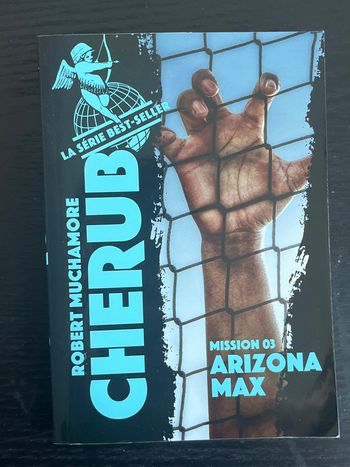 LA SÉRIE BEST-SELLER
ROBERT MUCHAMORE
CHERUB
MISSION 03
ARIZONA
MAX